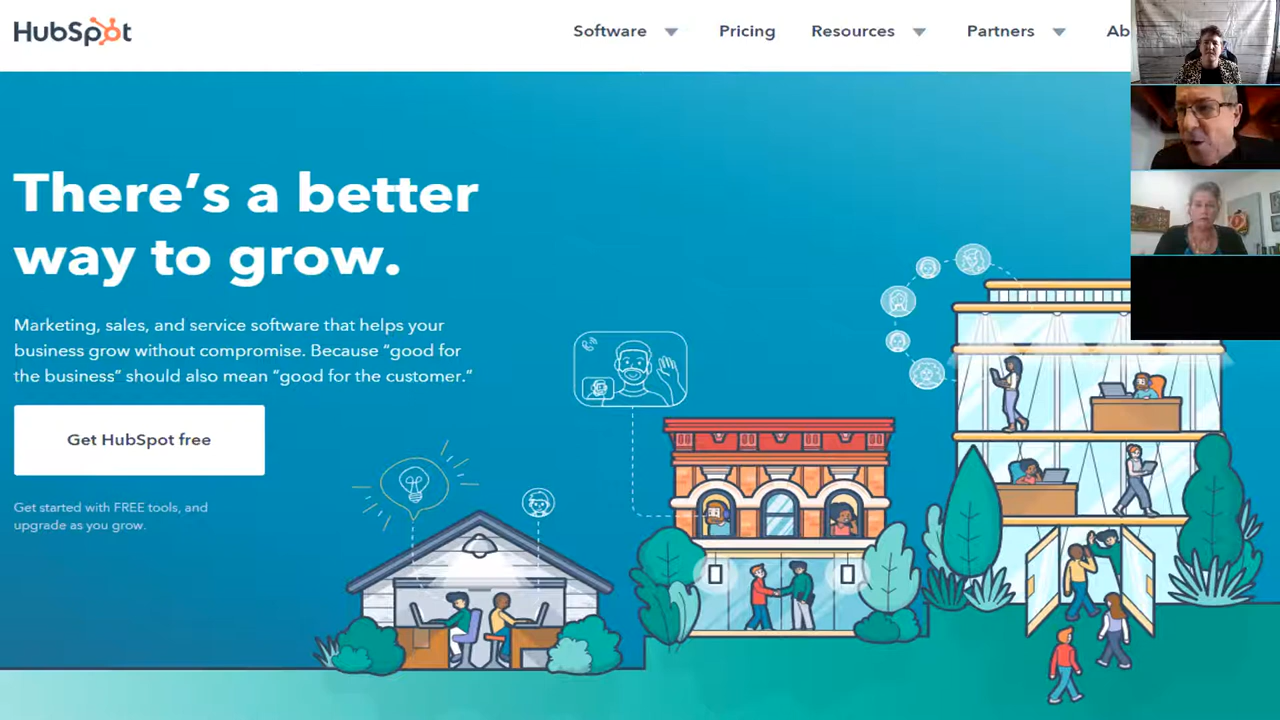 HubSpot
Software
Pricing
Resources
Partners
Ab
There’s a better
way to grow.
Marketing, sales, and service software that helps your
business grow without compromise. Because “good for
the business” should also mean “good for the customer.”
Get HubSpot free
Get started with FREE tools, and
upgrade as you grow.